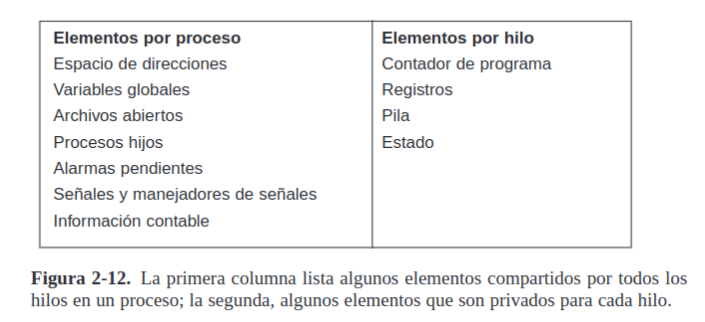 Elementos por proceso
Espacio de direcciones
Variables globales
Archivos abiertos
Procesos hijos
Alarmas pendientes
Señales y manejadores de señales
Información contable
Elementos por hilo
Contador de programa
Registros
Pila
Estado
Figura 2-12. La primera columna lista algunos elementos compartidos por todos los
hilos en un proceso; la segunda, algunos elementos que son privados para cada hilo.